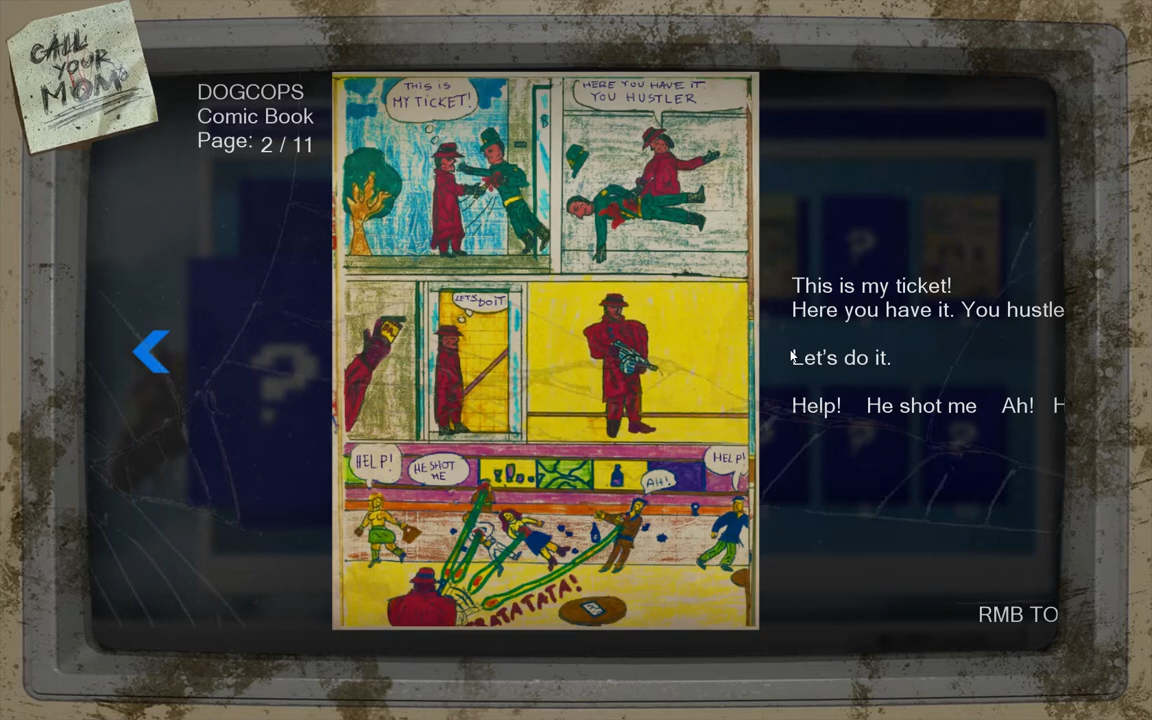 CALL
YOUR
MOM
DOGCOPS
Comic Book
Page: 2 / 11
THIS IS
MY TICKET!
HERE YOU HAVE IT.
YOU HUSTLER
LET'S
DO IT
HELP!
HE SHOT
ME
AH!
HELP!
RATATATA!
This is my ticket!
Here you have it. You hustle
Let's do it.
Help! He shot me Ah! H
RMB TO